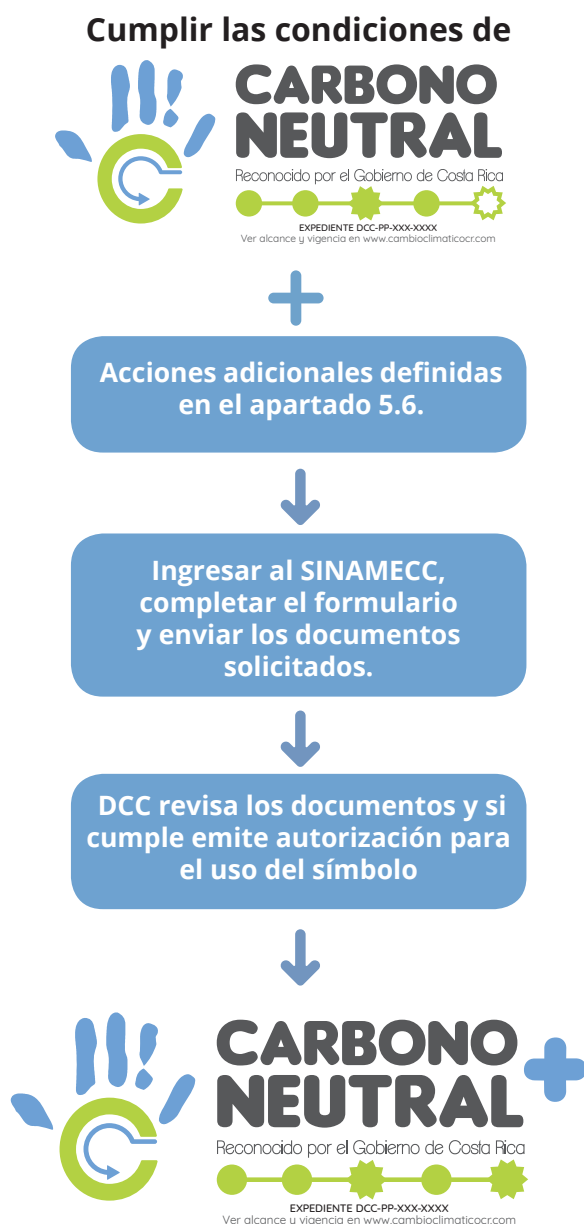 Cumplir las condiciones de
CARBONO
NEUTRAL
Reconocido por el Gobierno de Costa Rica
EXPEDIENTE DCC-PP-XXX-XXXX
Ver alcance y vigencia en www.cambioclimaticocr.com
+
Acciones adicionales definidas
en el apartado 5.6.
Ingresar al SINAMECC,
completar el formulario
y enviar los documentos
solicitados.
DCC revisa los documentos y si
cumple emite autorización para
el uso del símbolo
CARBONO
NEUTRAL +
Reconocido por el Gobierno de Costa Rica
EXPEDIENTE DCC-PP-XXX-XXXX
Ver alcance y vigencia en www.cambioclimaticocr.com